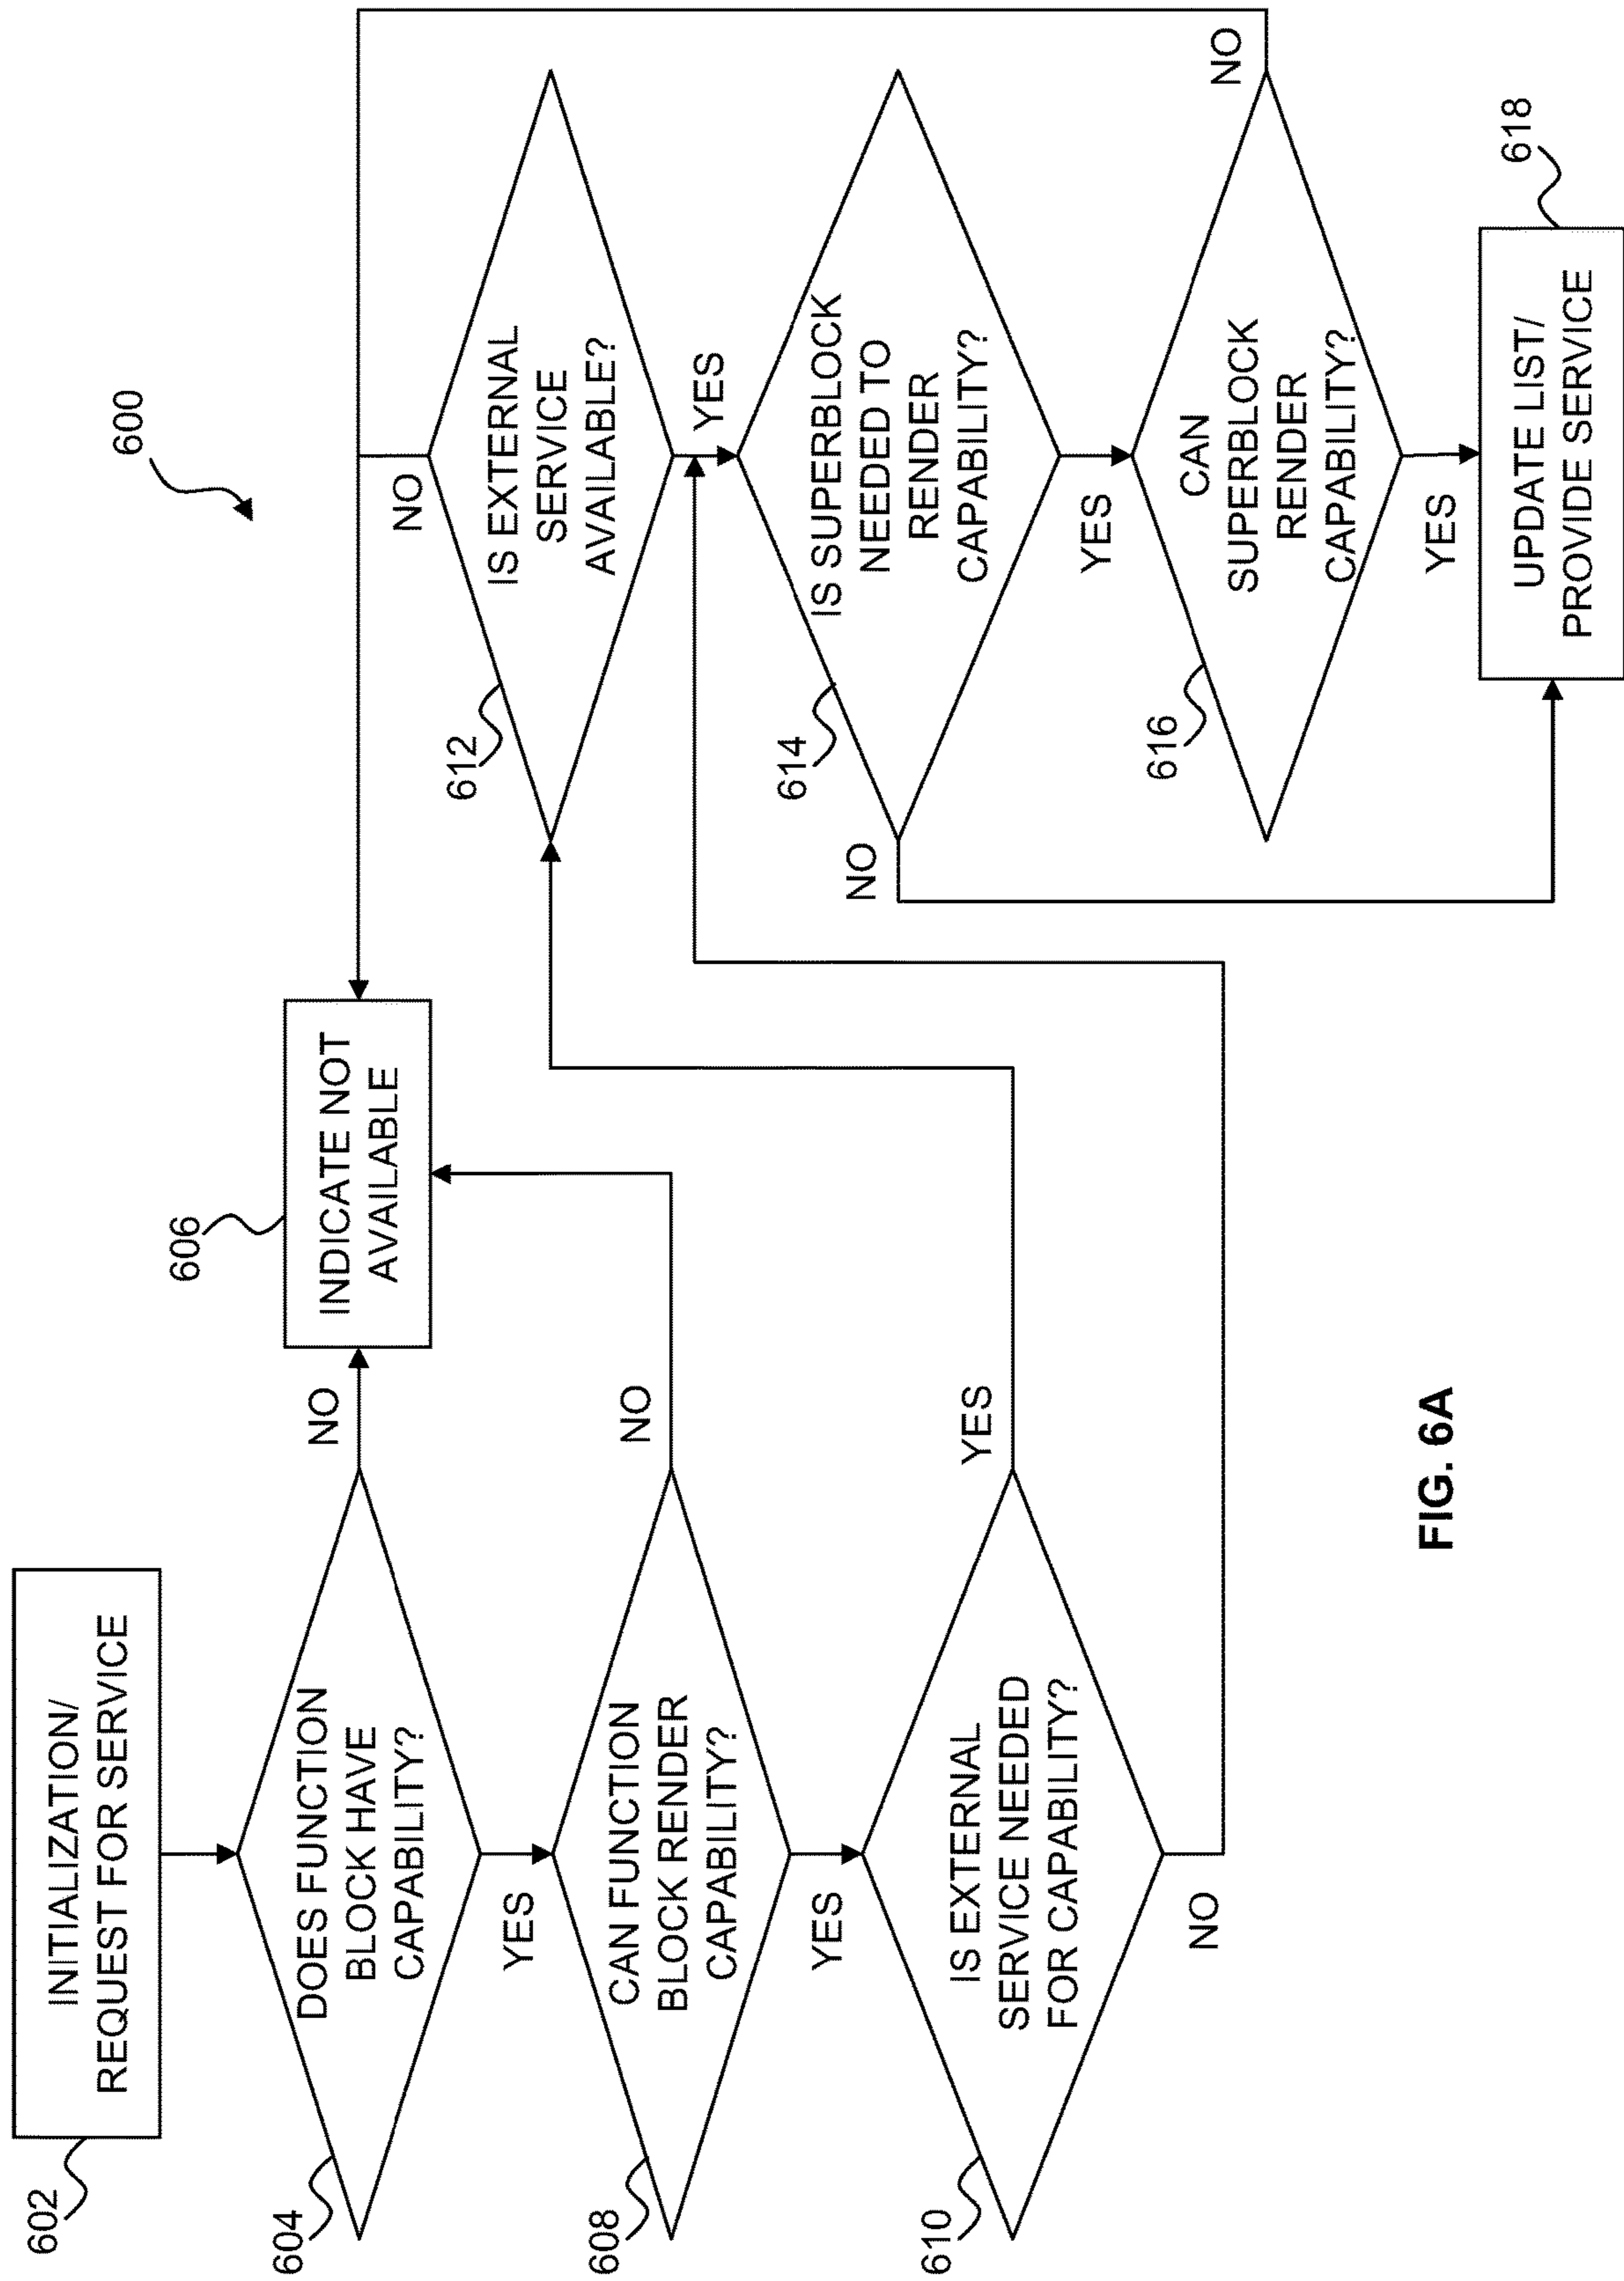 600
602
INITIALIZATION/
REQUEST FOR SERVICE
604
DOES FUNCTION
BLOCK HAVE
CAPABILITY?
NO
YES
606
INDICATE NOT
AVAILABLE
608
CAN FUNCTION
BLOCK RENDER
CAPABILITY?
NO
YES
610
IS EXTERNAL
SERVICE NEEDED
FOR CAPABILITY?
YES
NO
612
IS EXTERNAL
SERVICE
AVAILABLE?
NO
YES
614
IS SUPERBLOCK
NEEDED TO
RENDER
CAPABILITY?
NO
YES
616
CAN
SUPERBLOCK
RENDER
CAPABILITY?
NO
YES
618
UPDATE LIST/
PROVIDE SERVICE
FIG. 6A